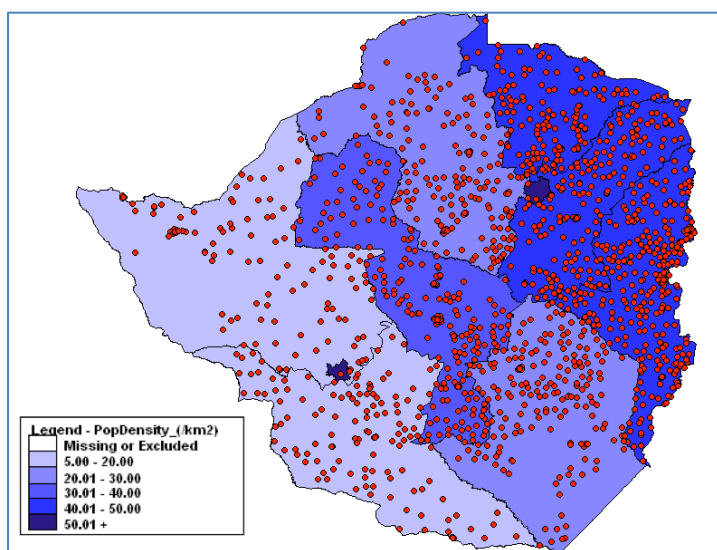 Legend - PopDensity_(/km2)
Missing or Excluded
5.00 - 20.00
20.01 - 30.00
30.01 - 40.00
40.01 - 50.00
50.01 +